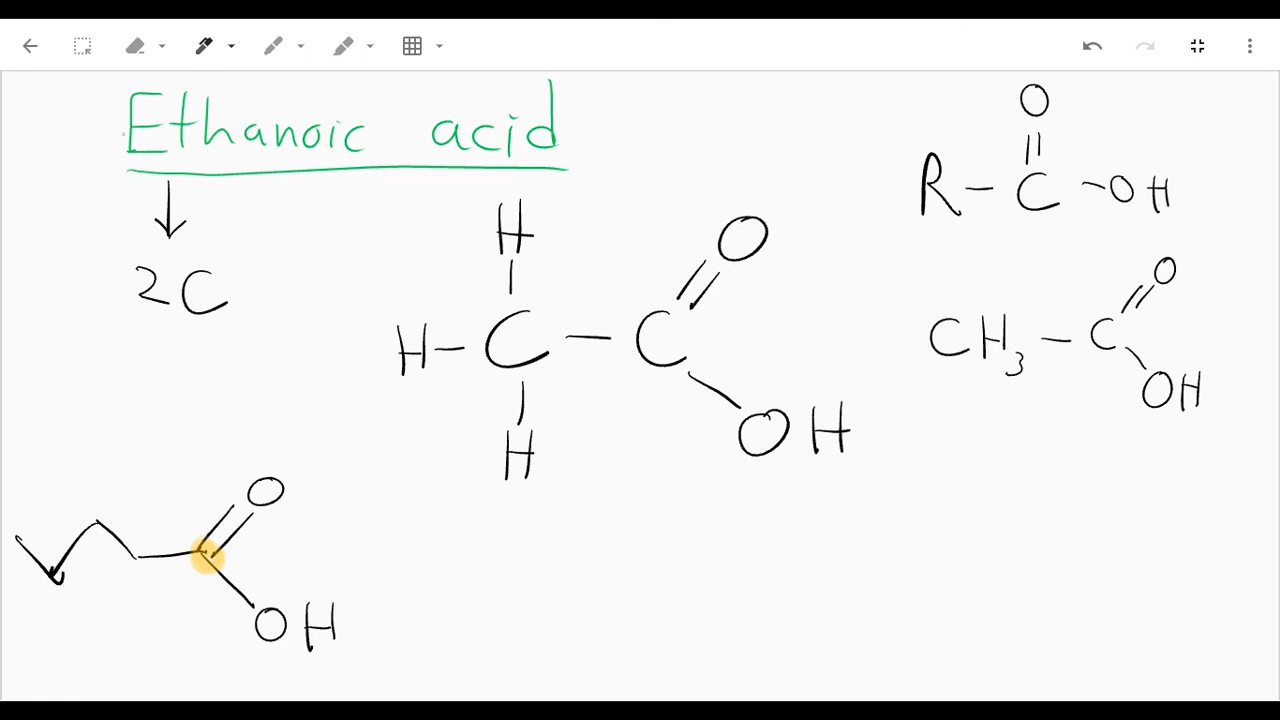 Ethanoic acid
2C
H
H-C-C
O
OH
H
O
||
R-C-OH
O
CH₃-C
OH
O
OH